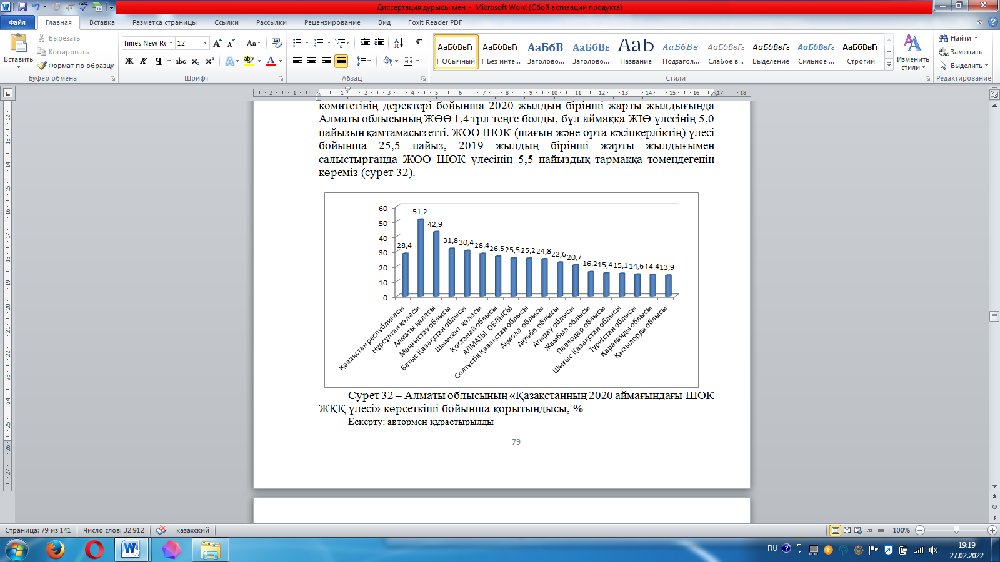 Диссертация дурысы мен - Microsoft Word (Сбой активации продукта)
Файл Главная Вставка Разметка страницы Ссылки Рассылки Рецензирование Вид Foxit Reader PDF
Вставить
Вырезать
Копировать
Формат по образцу
Буфер обмена
Times New Rc 12
Шрифт
Абзац
АаБбВвГг, АаБбВвГг, АаБбВ АаБбВв АаБ АаБбВв. АаБбВвГг АаБбВвГг АаБбВвГг АаБбВвГг,
¶ Обычный ¶ Без инте... Заголово... Заголово... Название Подзагол... Слабое в... Выделение Сильное ... Строгий
Стили
Изменить стили
Найти
Заменить
Выделить
Редактирование
комитетінің деректері бойынша 2020 жылдың бірінші жарты жылдығында
Алматы облысының ЖӨӨ 1,4 трл теңге болды, бұл аймаққа ЖІӨ үлесінің 5,0
пайызын қамтамасыз етті. ЖӨӨ ШОК (шағын және орта кәсіпкерліктің) үлесі
бойынша 25,5 пайыз, 2019 жылдың бірінші жарты жылдығымен
салыстырғанда ЖӨӨ ШОК үлесінің 5,5 пайыздық тармаққа төмендегенін
көреміз (сурет 32).
60
50
40
30
20
10
0
28,4 51,2 42,9 31,8 30,4 28,4 26,5 25,5 25,2 24,8 22,6 20,7 16,2 15,4 15,1 14,6 14,4 13,9
Қазақстан республикасы
Нұрсұлтан қаласы
Алматы қаласы
Маңғыстау облысы
Батыс Қазақстан облысы
Шымкент қаласы
Қостанай облысы
АЛМАТЫ ОБЛЫСЫ
Солтүстік Қазақстан облысы
Ақмола облысы
Ақтөбе облысы
Атырау облысы
Жамбыл облысы
Павлодар облысы
Шығыс Қазақстан облысы
Түркістан облысы
Қарағанды облысы
Қызылорда облысы
Сурет 32 – Алматы облысының «Қазақстанның 2020 аймағындағы ШОК
ЖҚҚ үлесі» көрсеткіші бойынша қорытындысы, %
Ескерту: автормен құрастырылды
79
Страница: 79 из 141 Число слов: 32 912 казахский 100%
RU 19:19
27.02.2022